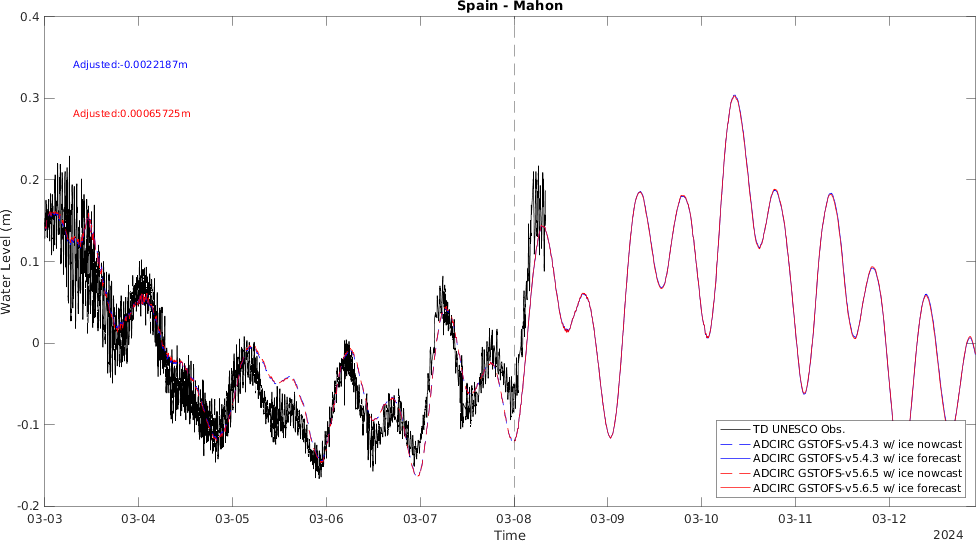 Spain - Mahon
0.4
0.3
0.2
0.1
0
-0.1
-0.2
Water Level (m)
Adjusted:-0.0022187m
Adjusted:0.00065725m
TD UNESCO Obs.
ADCIRC GSTOFS-v5.4.3 w/ ice nowcast
ADCIRC GSTOFS-v5.4.3 w/ ice forecast
ADCIRC GSTOFS-v5.6.5 w/ ice nowcast
ADCIRC GSTOFS-v5.6.5 w/ ice forecast
03-03 03-04 03-05 03-06 03-07 03-08 03-09 03-10 03-11 03-12
Time
2024